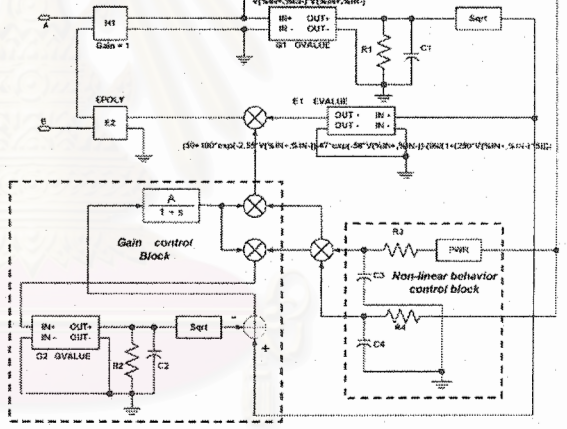 A
H1
Gain = 1
IN+ OUT+
IN - OUT-
G1 GVALUE
R1
C1
Sqrt
EPOLY
E2
B
E1 EVALUE
OUT + IN +
OUT - IN -
A
1 + s
Gain control
Block
R3
PWR
C3
Non-linear behavior
control block
R4
C4
IN+ OUT+
IN - OUT-
G2 GVALUE
R2
C2
Sqrt
-
+